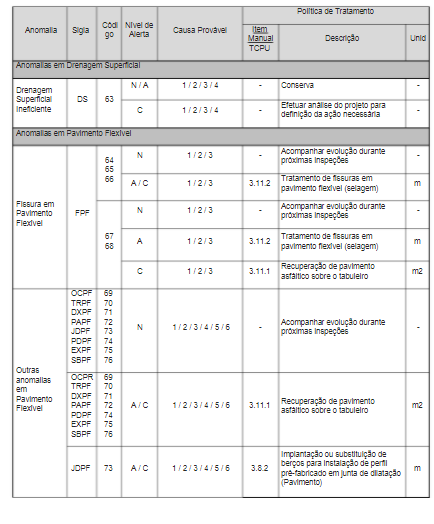 Política de Tratamento
Anomalia
Sigla
Códi
go
Nível de
Alerta
Causa Provável
Item
Manual
TCPU
Descrição
Unid
Anomalias em Drenagem Superficial
Drenagem
Superficial
Ineficiente
DS
63
N / A
1 / 2 / 3 / 4
-
Conserva
-
C
1 / 2 / 3 / 4
-
Efetuar análise do projeto para
definição da ação necessária
-
Anomalias em Pavimento Flexível
Fissura em
Pavimento
Flexível
FPF
64
65
66
N
1 / 2 / 3
-
Acompanhar evolução durante
próximas inspeções
-
A / C
1 / 2 / 3
3.11.2
Tratamento de fissuras em
pavimento flexível (selagem)
m
67
68
N
1 / 2 / 3
-
Acompanhar evolução durante
próximas inspeções
-
A
1 / 2 / 3
3.11.2
Tratamento de fissuras em
pavimento flexível (selagem)
m
C
1 / 2 / 3
3.11.1
Recuperação de pavimento
asfáltico sobre o tabuleiro
m2
Outras
anomalias
em
Pavimento
Flexível
OCPF 69
TRPF 70
DXPF 71
PAPF 72
JDPF 73
PDPF 74
EXPF 75
SBPF 76
N
1 / 2 / 3 / 4 / 5 / 6
-
Acompanhar evolução durante
próximas inspeções
-
OCPR 69
TRPF 70
DXPF 71
PAPF 72
PDPF 74
EXPF 75
SBPF 76
A / C
1 / 2 / 3 / 4 / 5 / 6
3.11.1
Recuperação de pavimento
asfáltico sobre o tabuleiro
m2
JDPF
73
A / C
1 / 2 / 3 / 4 / 5 / 6
3.8.2
Implantação ou substituição de
berços para instalação de perfil
pré-fabricado em junta de dilatação
(Pavimento)
m